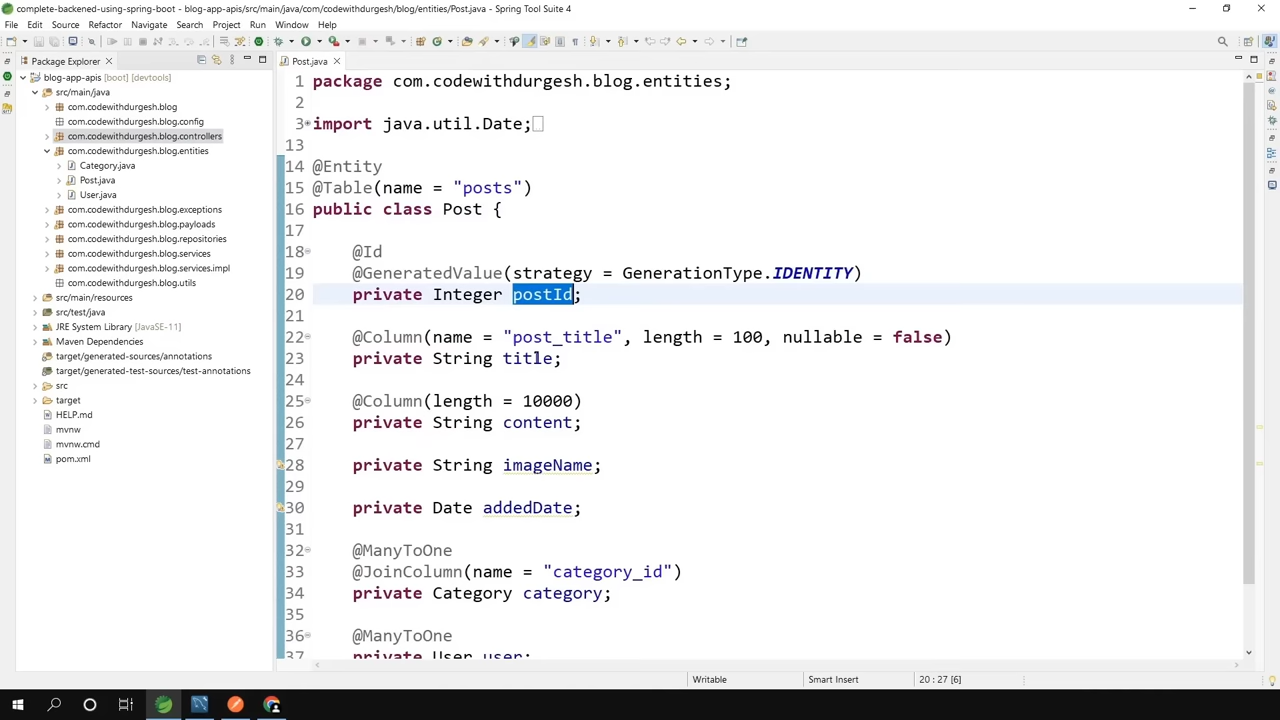 complete-backened-using-spring-boot - blog-app-apis/src/main/java/com/codewithdurgesh/blog/entities/Post.java - Spring Tool Suite 4
File Edit Source Refactor Navigate Search Project Run Window Help
Package Explorer
blog-app-apis [boot] [devtools]
src/main/java
com.codewithdurgesh.blog
com.codewithdurgesh.blog.config
com.codewithdurgesh.blog.controllers
com.codewithdurgesh.blog.entities
Category.java
Post.java
User.java
com.codewithdurgesh.blog.exceptions
com.codewithdurgesh.blog.payloads
com.codewithdurgesh.blog.repositories
com.codewithdurgesh.blog.services
com.codewithdurgesh.blog.services.impl
com.codewithdurgesh.blog.utils
src/main/resources
src/test/java
JRE System Library [JavaSE-11]
Maven Dependencies
target/generated-sources/annotations
target/generated-test-sources/test-annotations
src
target
HELP.md
mvnw
mvnw.cmd
pom.xml
Post.java
1 package com.codewithdurgesh.blog.entities;
2
3 import java.util.Date;
13
14 @Entity
15 @Table(name = "posts")
16 public class Post {
17
18 @Id
19 @GeneratedValue(strategy = GenerationType.IDENTITY)
20 private Integer postId;
21
22 @Column(name = "post_title", length = 100, nullable = false)
23 private String title;
24
25 @Column(length = 10000)
26 private String content;
27
28 private String imageName;
29
30 private Date addedDate;
31
32 @ManyToOne
33 @JoinColumn(name = "category_id")
34 private Category category;
35
36 @ManyToOne
37 private User user;
Writable Smart Insert 20 : 27 [6]